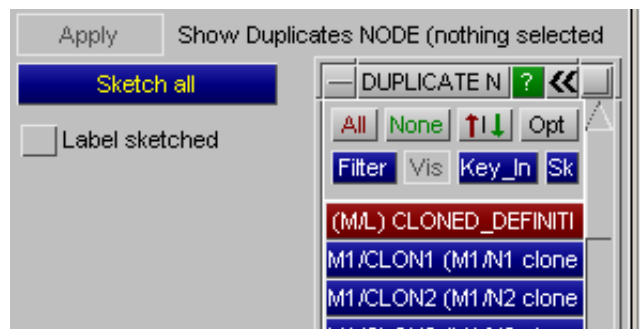 Apply Show Duplicates NODE (nothing selected
Sketch all
DUPLICATE N ?
Label sketched
All None Opt
Filter Vis Key_In Sk
(M/L) CLONED_DEFINITI
M1/CLON1 (M1/N1 clone
M1/CLON2 (M1/N2 clone